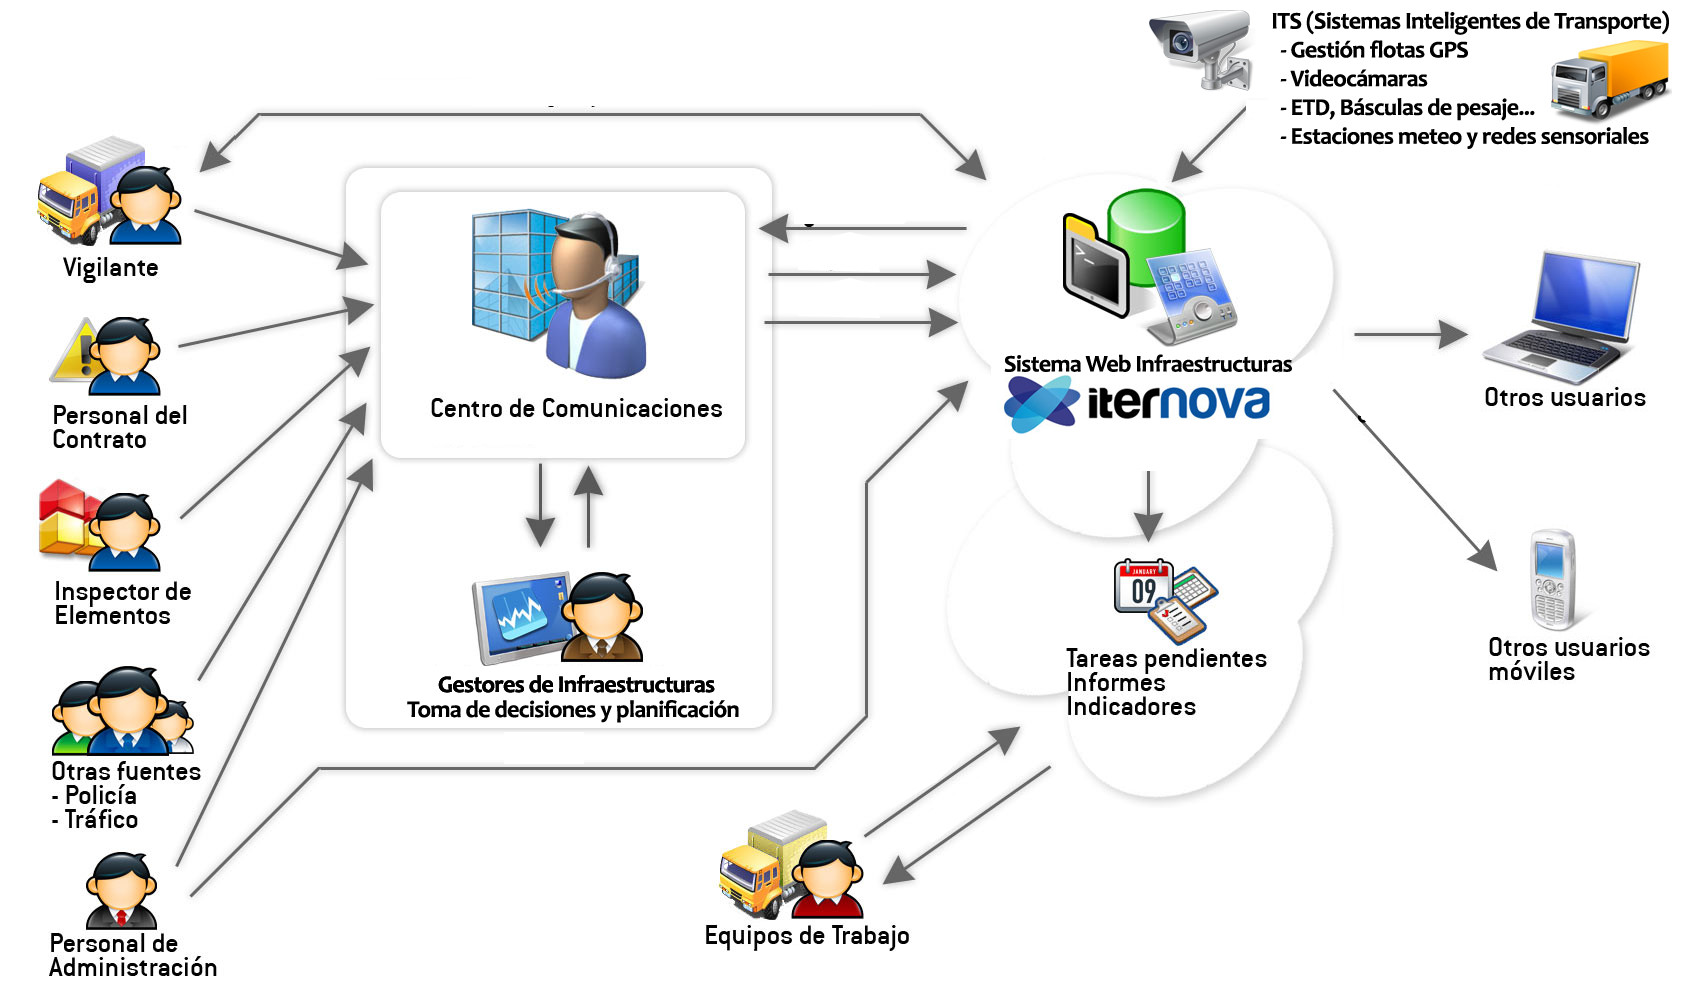 ITS (Sistemas Inteligentes de Transporte)
- Gestión flotas GPS
- Videocámaras
- ETD, Básculas de pesaje...
- Estaciones meteo y redes sensoriales
Vigilante
Personal del
Contrato
Inspector de
Elementos
Otras fuentes
- Policía
- Tráfico
Personal de
Administración
Centro de Comunicaciones
Gestores de Infraestructuras
Toma de decisiones y planificación
>_
Sistema Web Infraestructuras
iternova
JANUARY
09
Tareas pendientes
Informes
Indicadores
Equipos de Trabajo
Otros usuarios
Otros usuarios
móviles